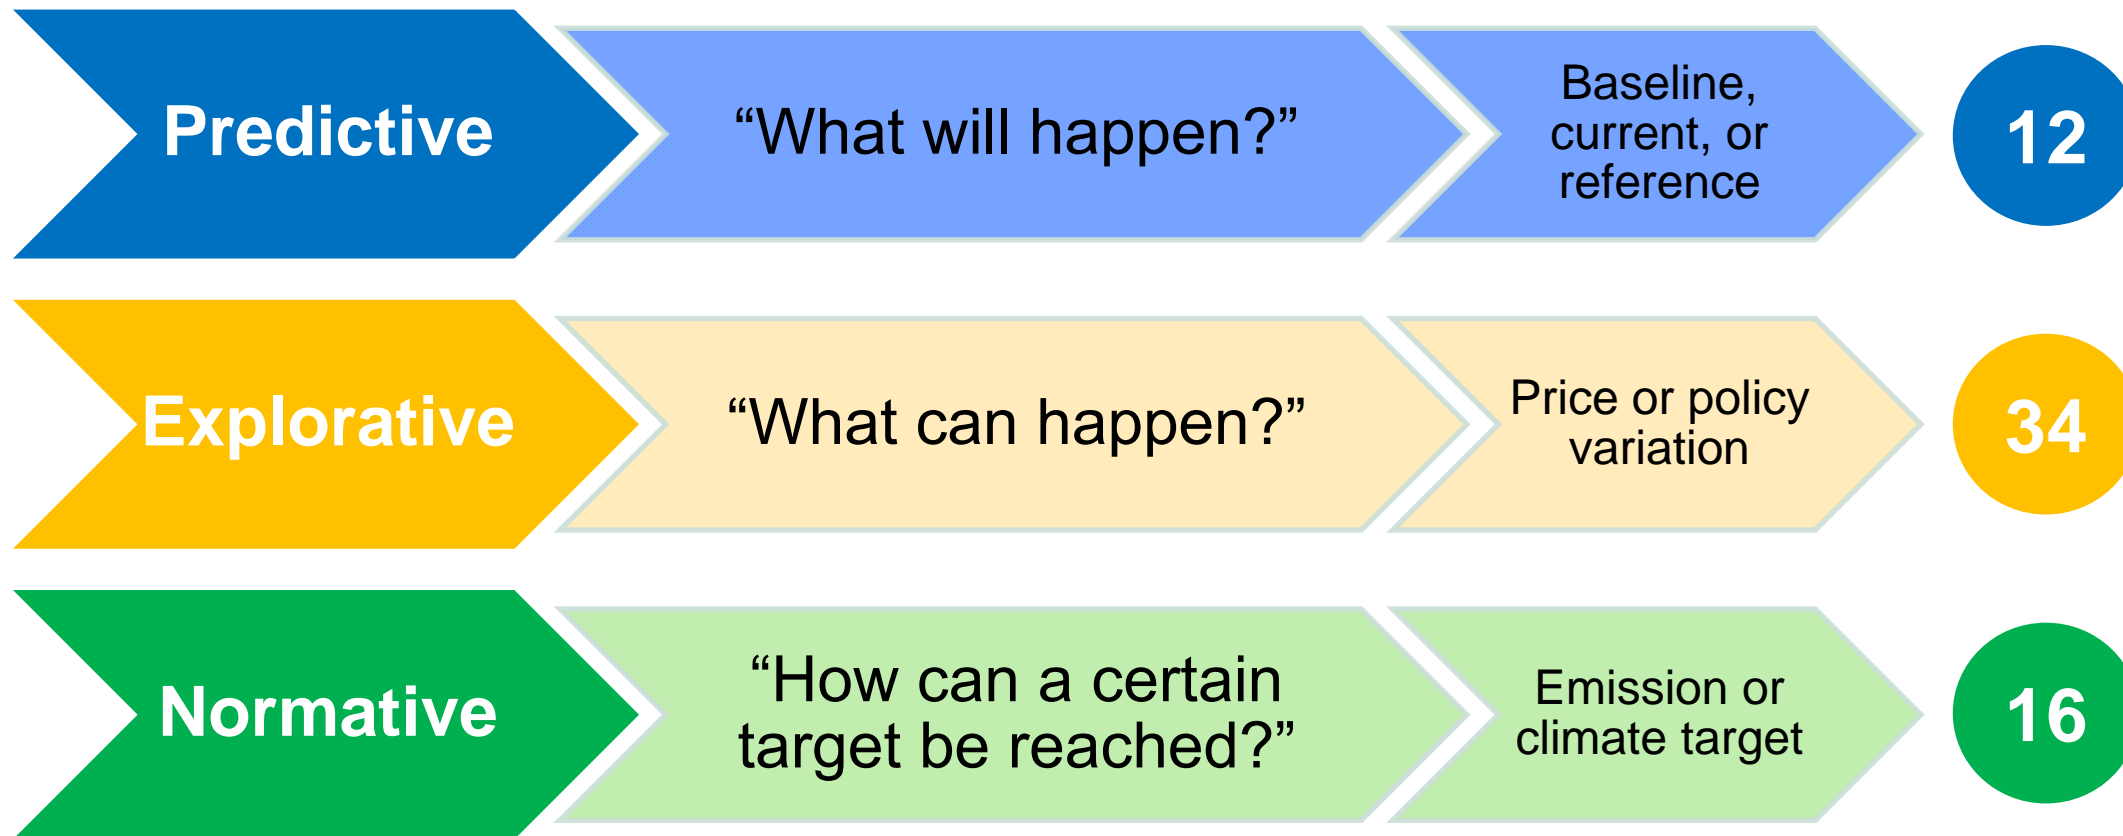 Predictive
“What will happen?”
Baseline,
current, or
reference
12
Explorative
“What can happen?”
Price or policy
variation
34
Normative
“How can a certain
target be reached?”
Emission or
climate target
16